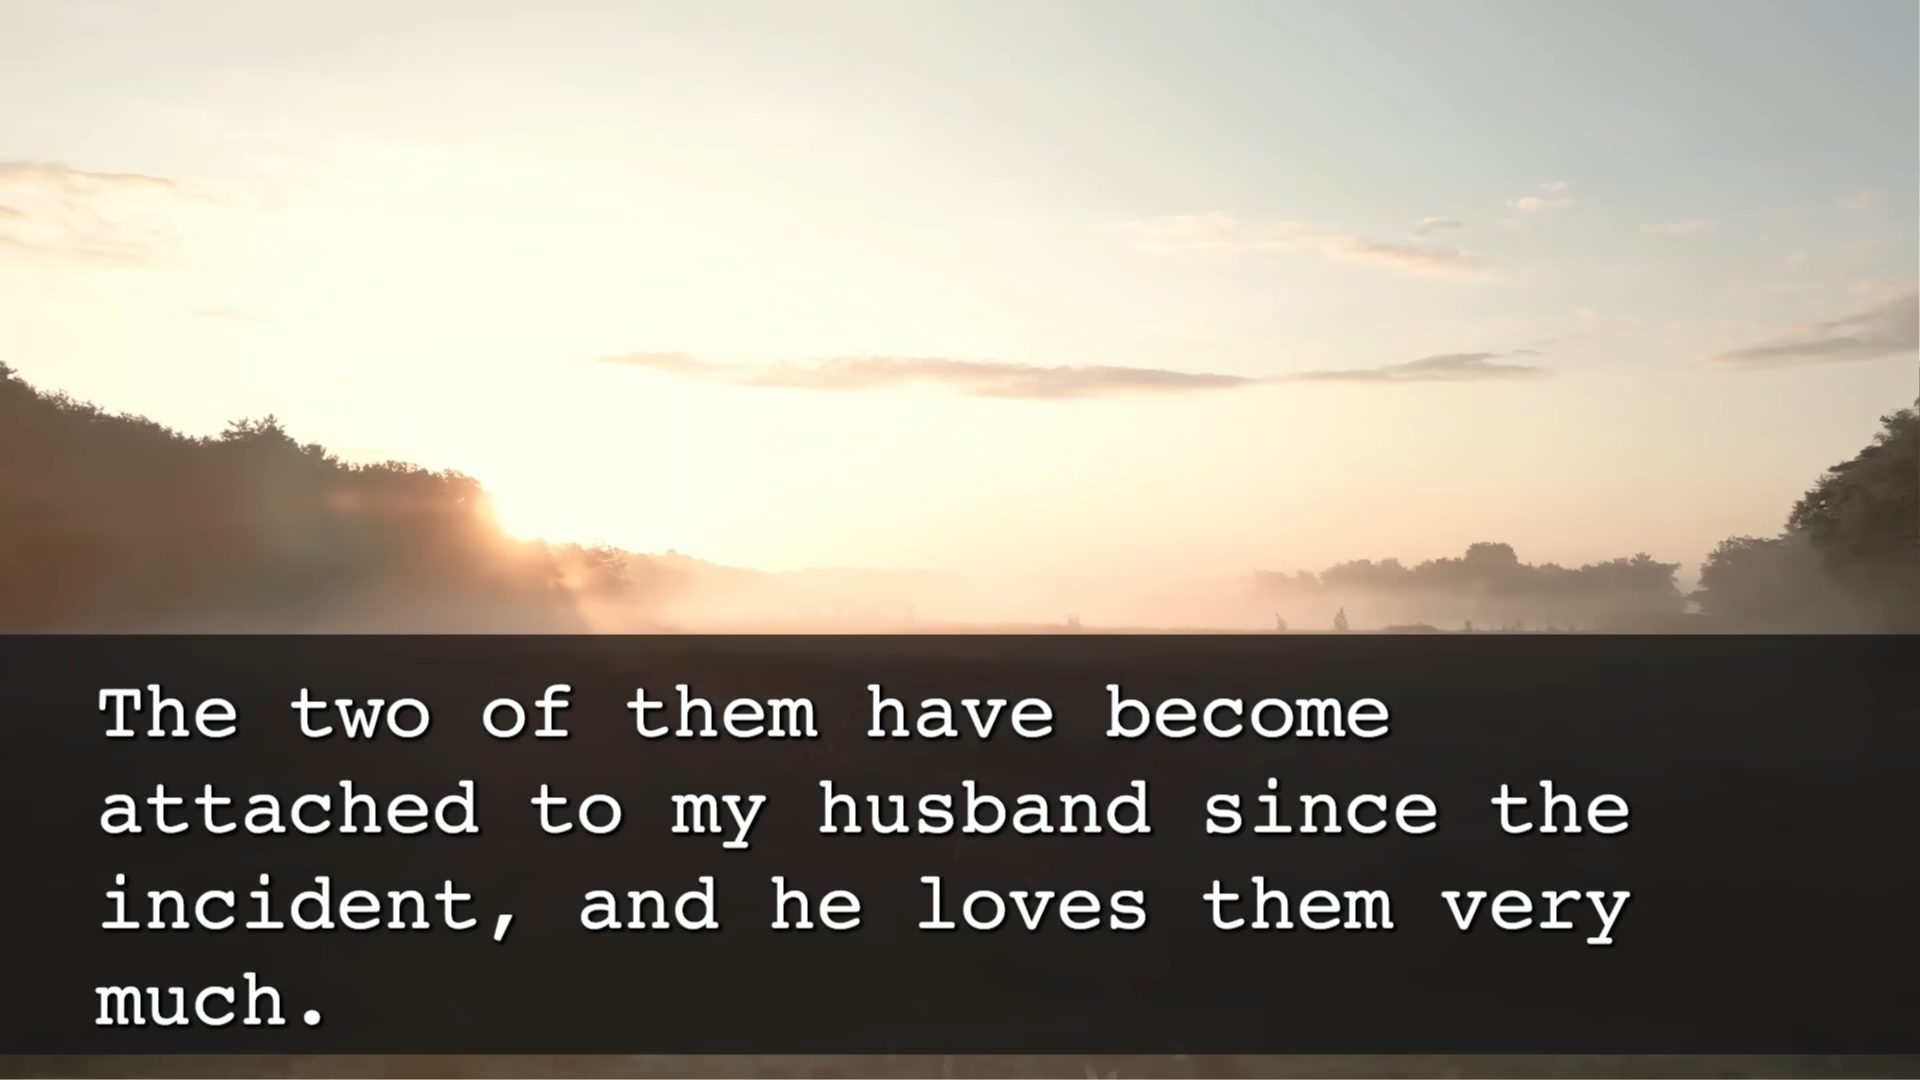 The two of them have become
attached to my husband since the
incident, and he loves them very
much.